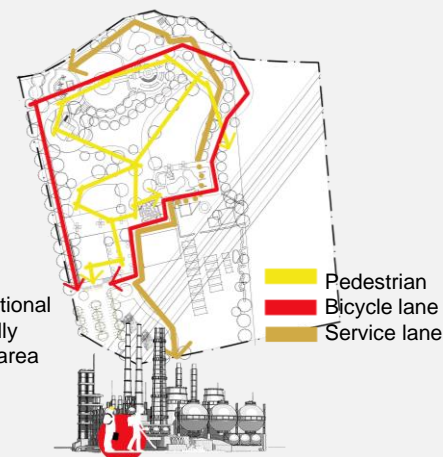 Pedestrian
Bicycle lane
Service lane
tional
lly
area